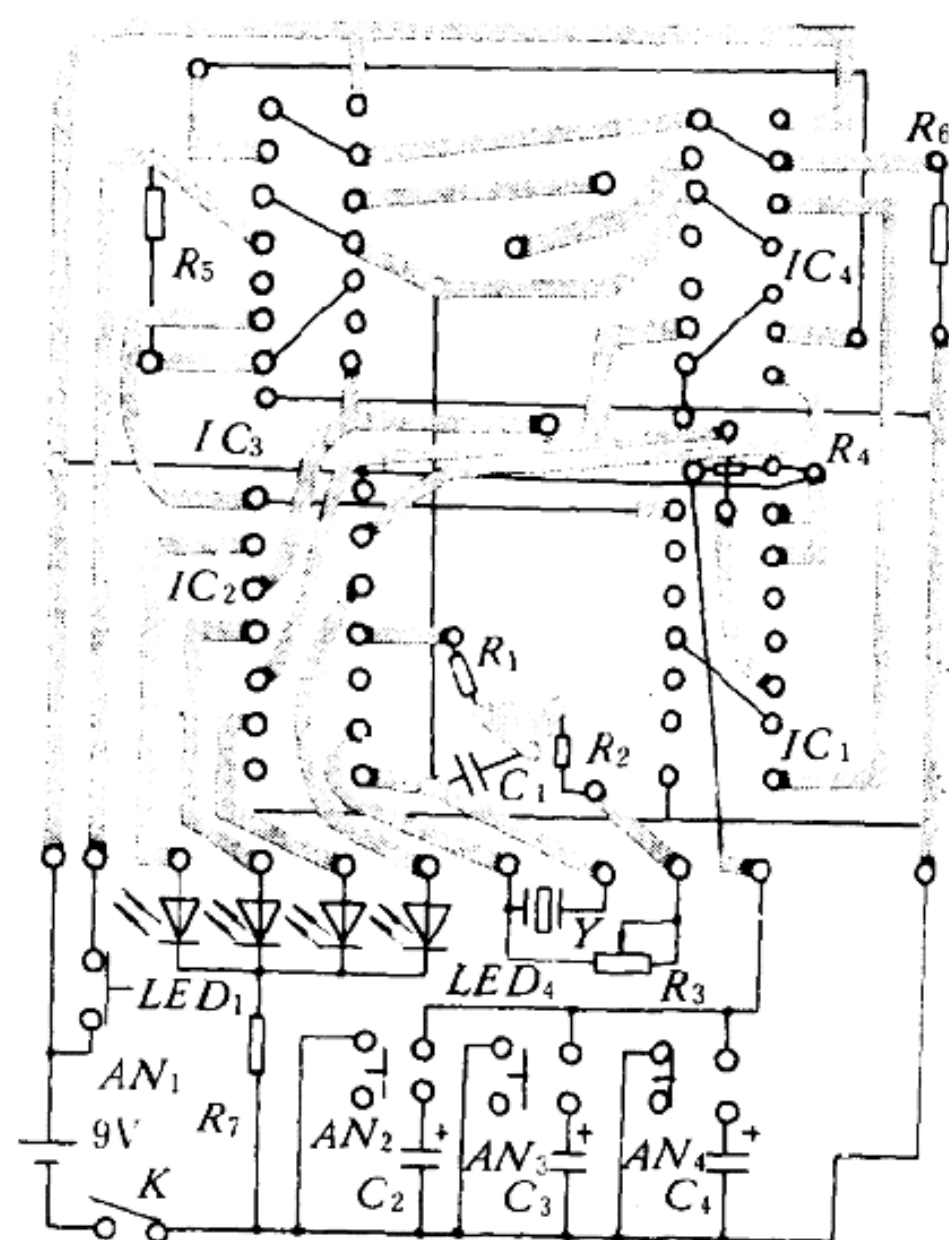 R6
R5
IC4
IC3
R4
IC2
R1
R2
IC1
C1
Y
LED1
LED4
R3
AN1
9V
R7
AN2
AN3
AN4
K
C2
C3
C4
+
+
+